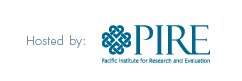 Hosted by: PIRE
Pacific Institute for Research and Evaluation